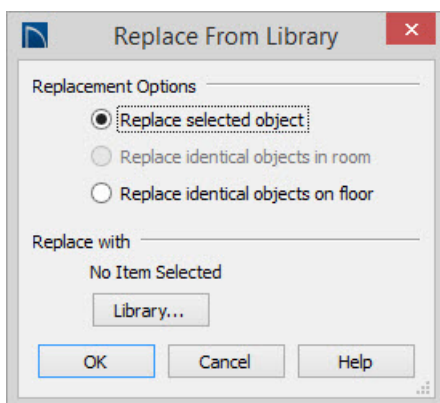 Replace From Library
Replacement Options
Replace selected object
Replace identical objects in room
Replace identical objects on floor
Replace with
No Item Selected
Library...
OK Cancel Help